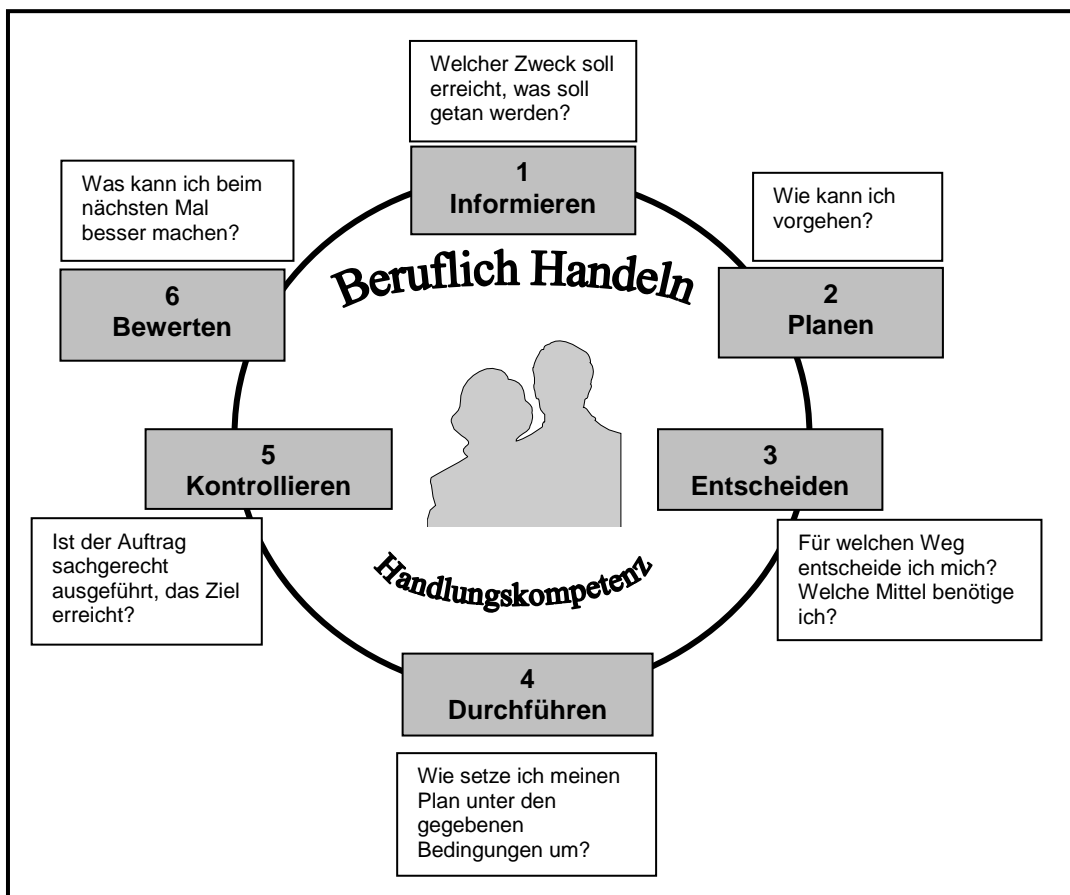 Welcher Zweck soll
erreicht, was soll
getan werden?
1
Informieren
Wie kann ich
vorgehen?
2
Planen
3
Entscheiden
Für welchen Weg
entscheide ich mich?
Welche Mittel benötige
ich?
4
Durchführen
Wie setze ich meinen
Plan unter den
gegebenen
Bedingungen um?
5
Kontrollieren
Ist der Auftrag
sachgerecht
ausgeführt, das Ziel
erreicht?
Was kann ich beim
nächsten Mal
besser machen?
6
Bewerten
Beruflich Handeln
Handlungskompetenz